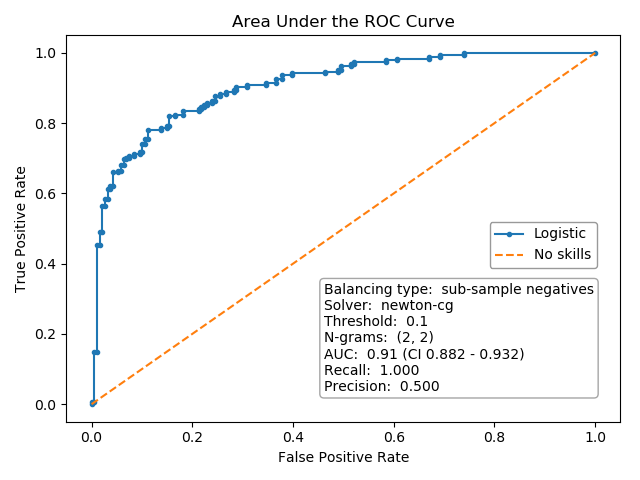 Area Under the ROC Curve
1.0
0.8
0.6
0.4
0.2
0.0
True Positive Rate
Logistic
No skills
Balancing type:  sub-sample negatives
Solver:  newton-cg
Threshold:  0.1
N-grams:  (2, 2)
AUC:  0.91 (CI 0.882 - 0.932)
Recall:  1.000
Precision:  0.500
0.0 0.2 0.4 0.6 0.8 1.0
False Positive Rate